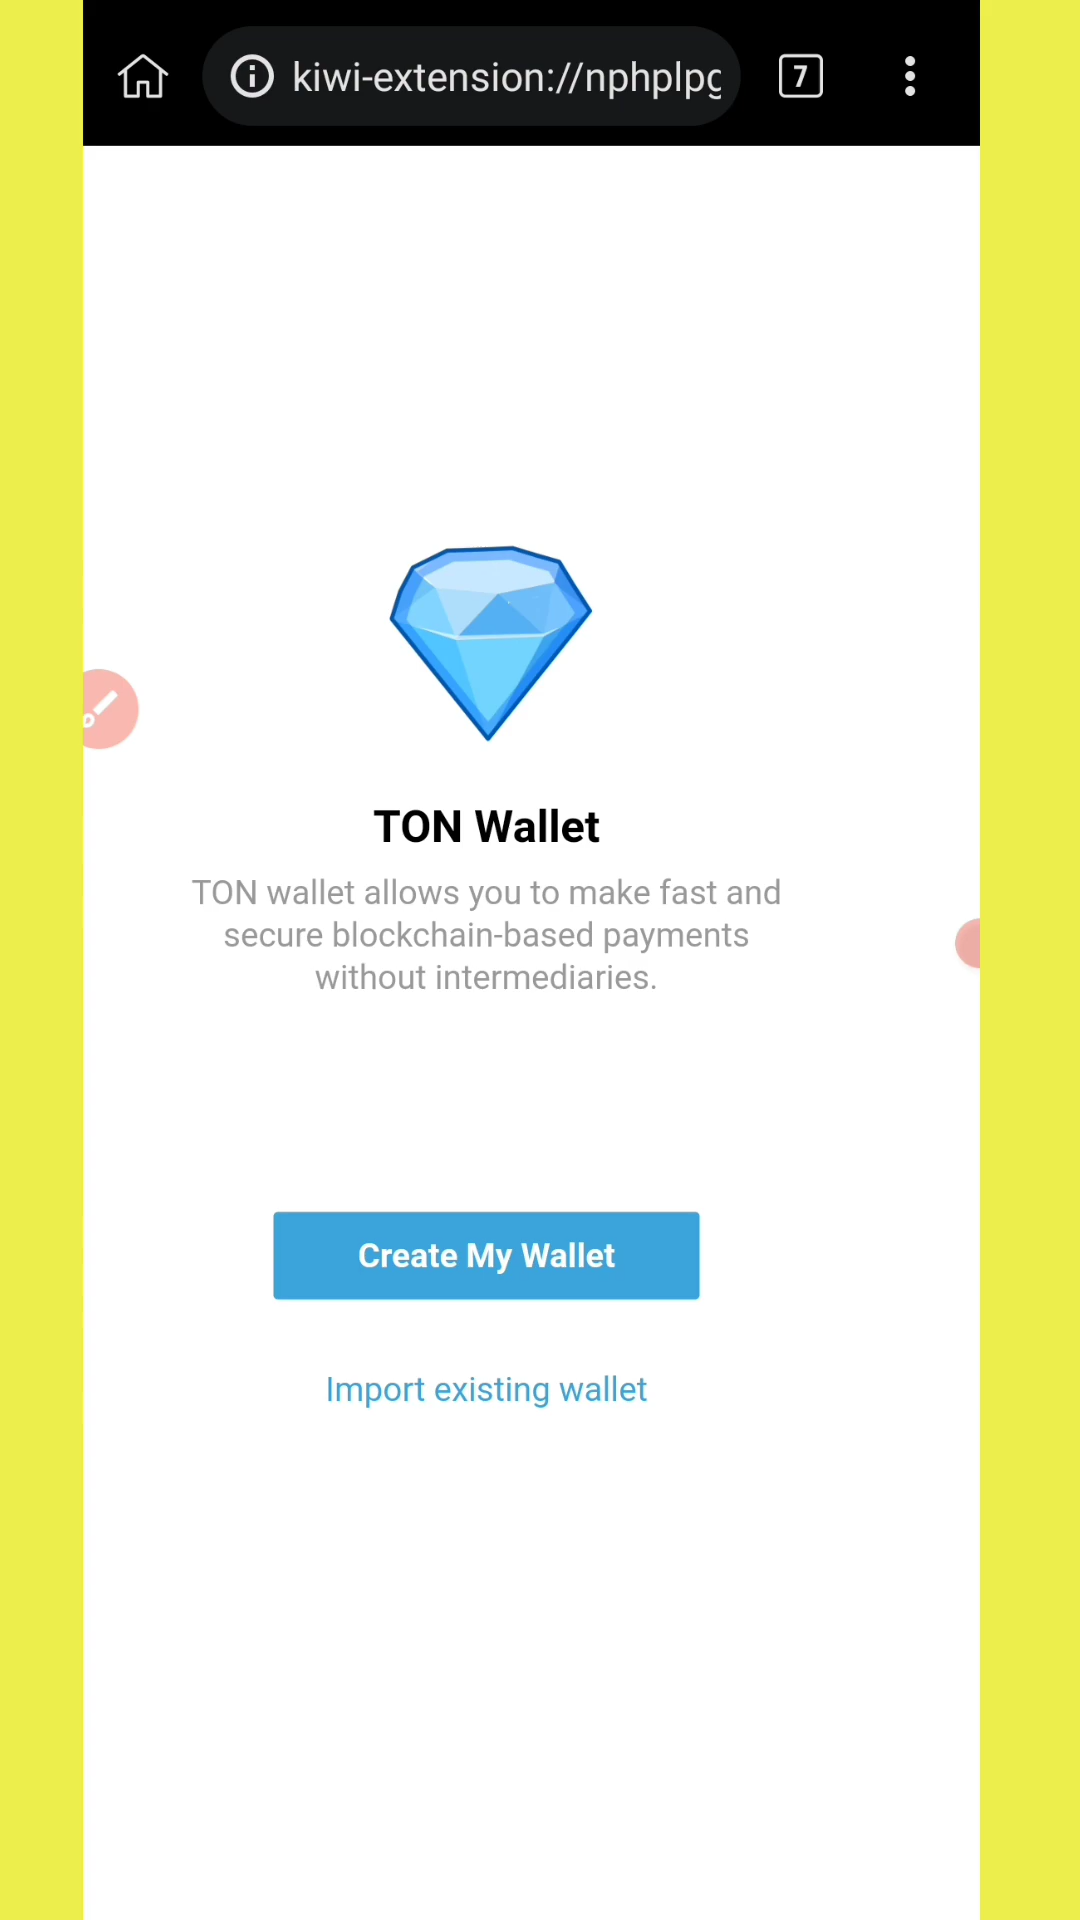 kiwi-extension://nphplpg
7
TON Wallet
TON wallet allows you to make fast and
secure blockchain-based payments
without intermediaries.
Create My Wallet
Import existing wallet